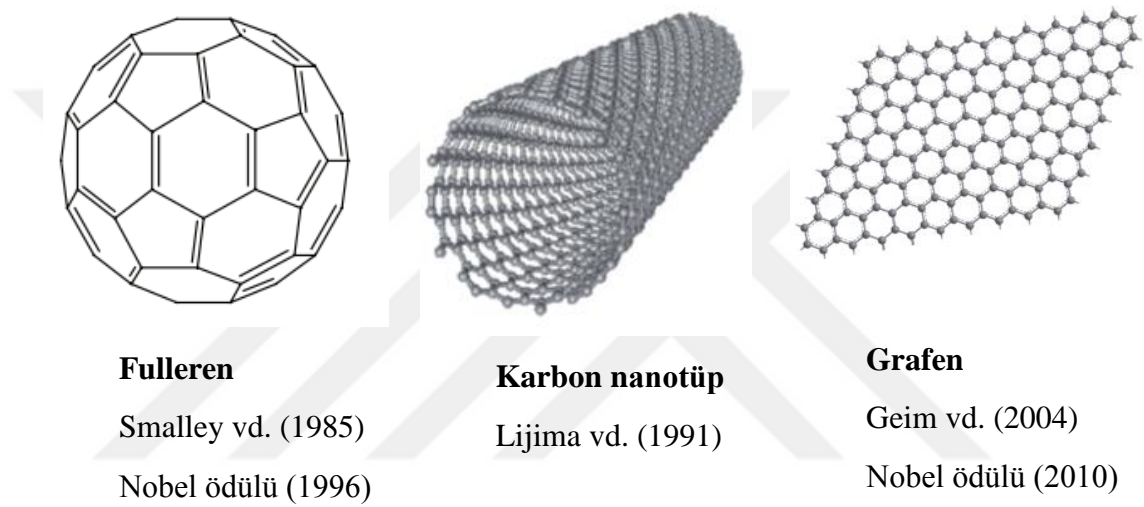 Fulleren
Smalley vd. (1985)
Nobel ödülü (1996)
Karbon nanotüp
Lijima vd. (1991)
Grafen
Geim vd. (2004)
Nobel ödülü (2010)